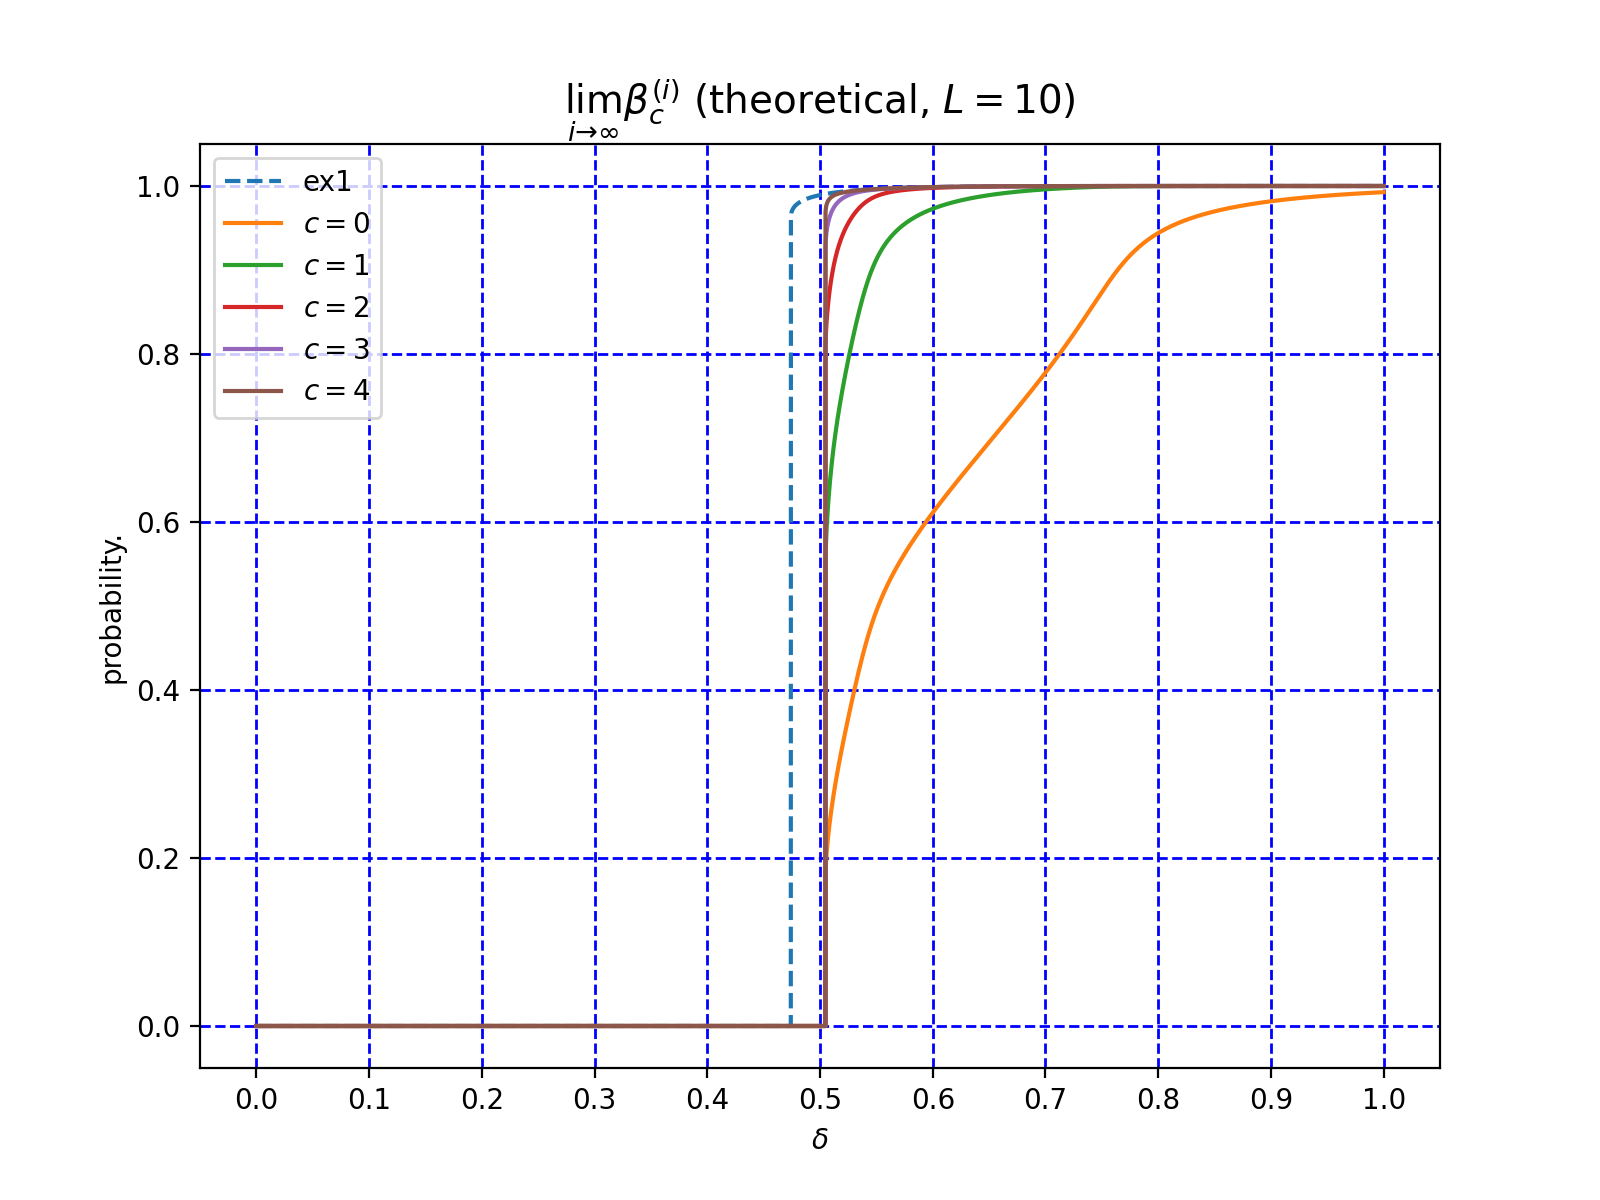 lim β_c^(i) (theoretical, L = 10)
i→∞
ex1
c = 0
c = 1
c = 2
c = 3
c = 4
probability.
1.0
0.8
0.6
0.4
0.2
0.0
0.0 0.1 0.2 0.3 0.4 0.5 0.6 0.7 0.8 0.9 1.0
δ